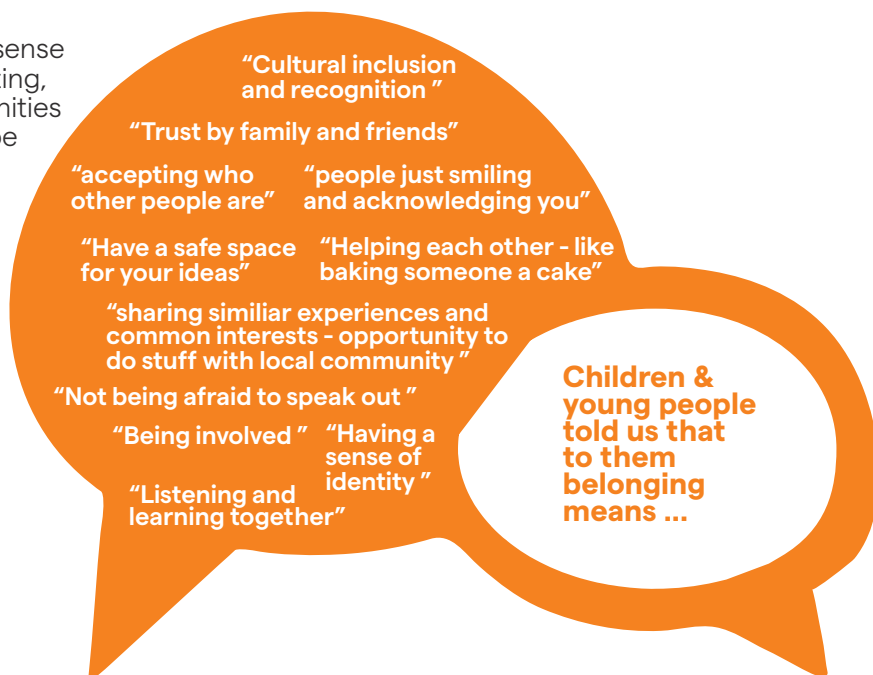 sense
“Cultural inclusion
and recognition ”
“Trust by family and friends”
“accepting who
other people are”
“people just smiling
and acknowledging you”
“Have a safe space
for your ideas”
“Helping each other - like
baking someone a cake”
“sharing similiar experiences and
common interests - opportunity to
do stuff with local community ”
“Not being afraid to speak out ”
“Being involved ”
“Having a
sense of
identity ”
“Listening and
learning together”
Children &
young people
told us that
to them
belonging
means ...